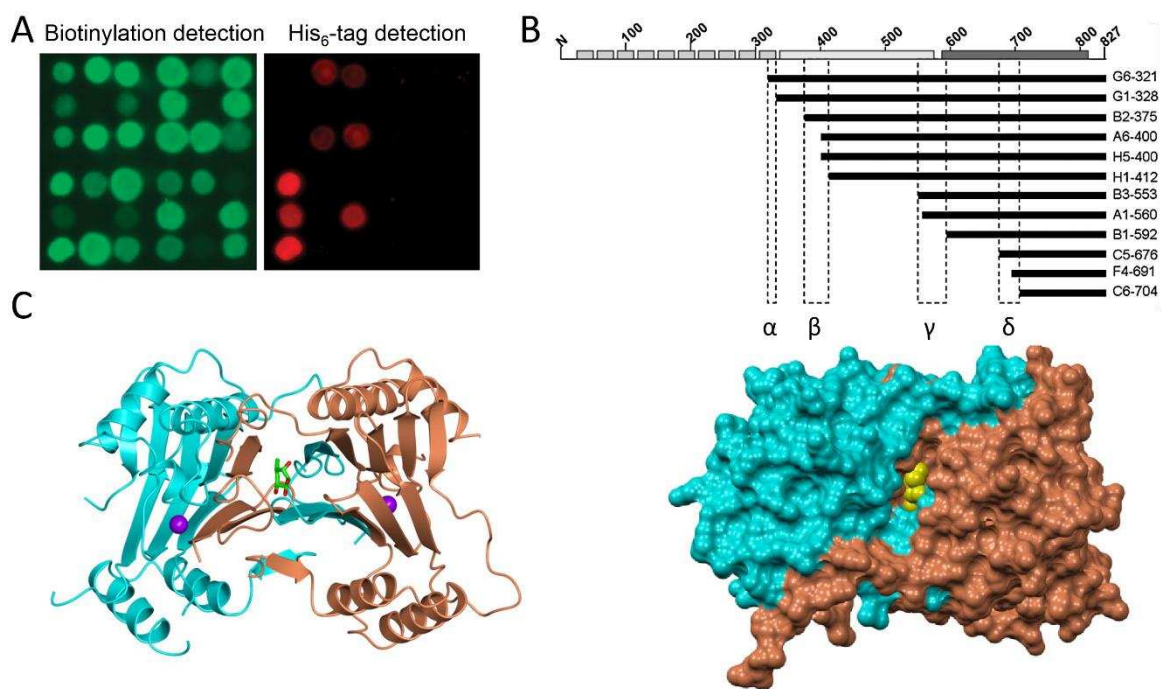 A
Biotinylation detection
His₆-tag detection
B
N
100
200
300
400
500
600
700
800
827
G6-321
G1-328
B2-375
A6-400
H5-400
H1-412
B3-553
A1-560
B1-592
C5-676
F4-691
C6-704
α β γ δ
C